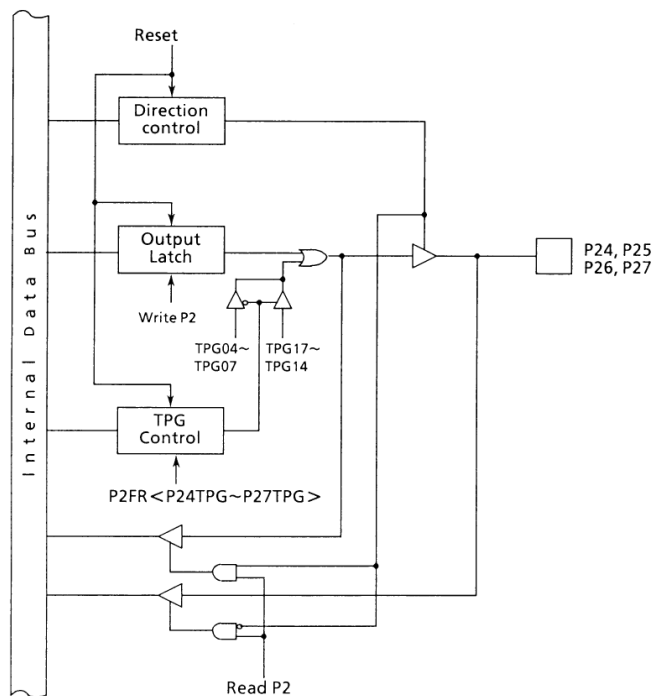 Reset
Direction
control
Internal Data Bus
Output
Latch
P24, P25
P26, P27
Write P2
TPG04~
TPG07
TPG17~
TPG14
TPG
Control
P2FR<P24TPG~P27TPG>
Read P2